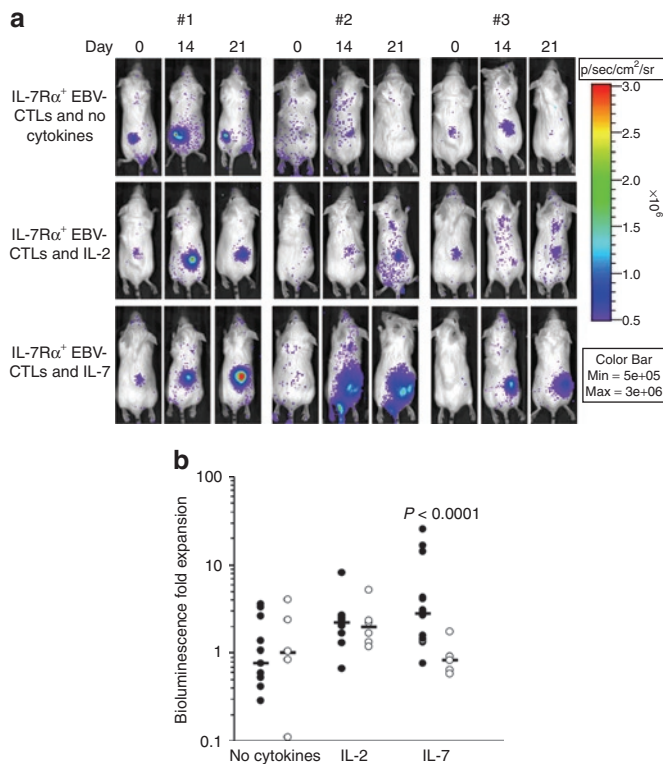 a
#1 #2 #3
Day 0 14 21 0 14 21 0 14 21
IL-7Rα+ EBV-
CTLs and no
cytokines
IL-7Rα+ EBV-
CTLs and IL-2
IL-7Rα+ EBV-
CTLs and IL-7
p/sec/cm²/sr
3.0
2.5
2.0
×10⁶
1.5
1.0
0.5
Color Bar
Min = 5e+05
Max = 3e+06
b
Bioluminescence fold expansion
100
10
1
0.1
P < 0.0001
No cytokines IL-2 IL-7